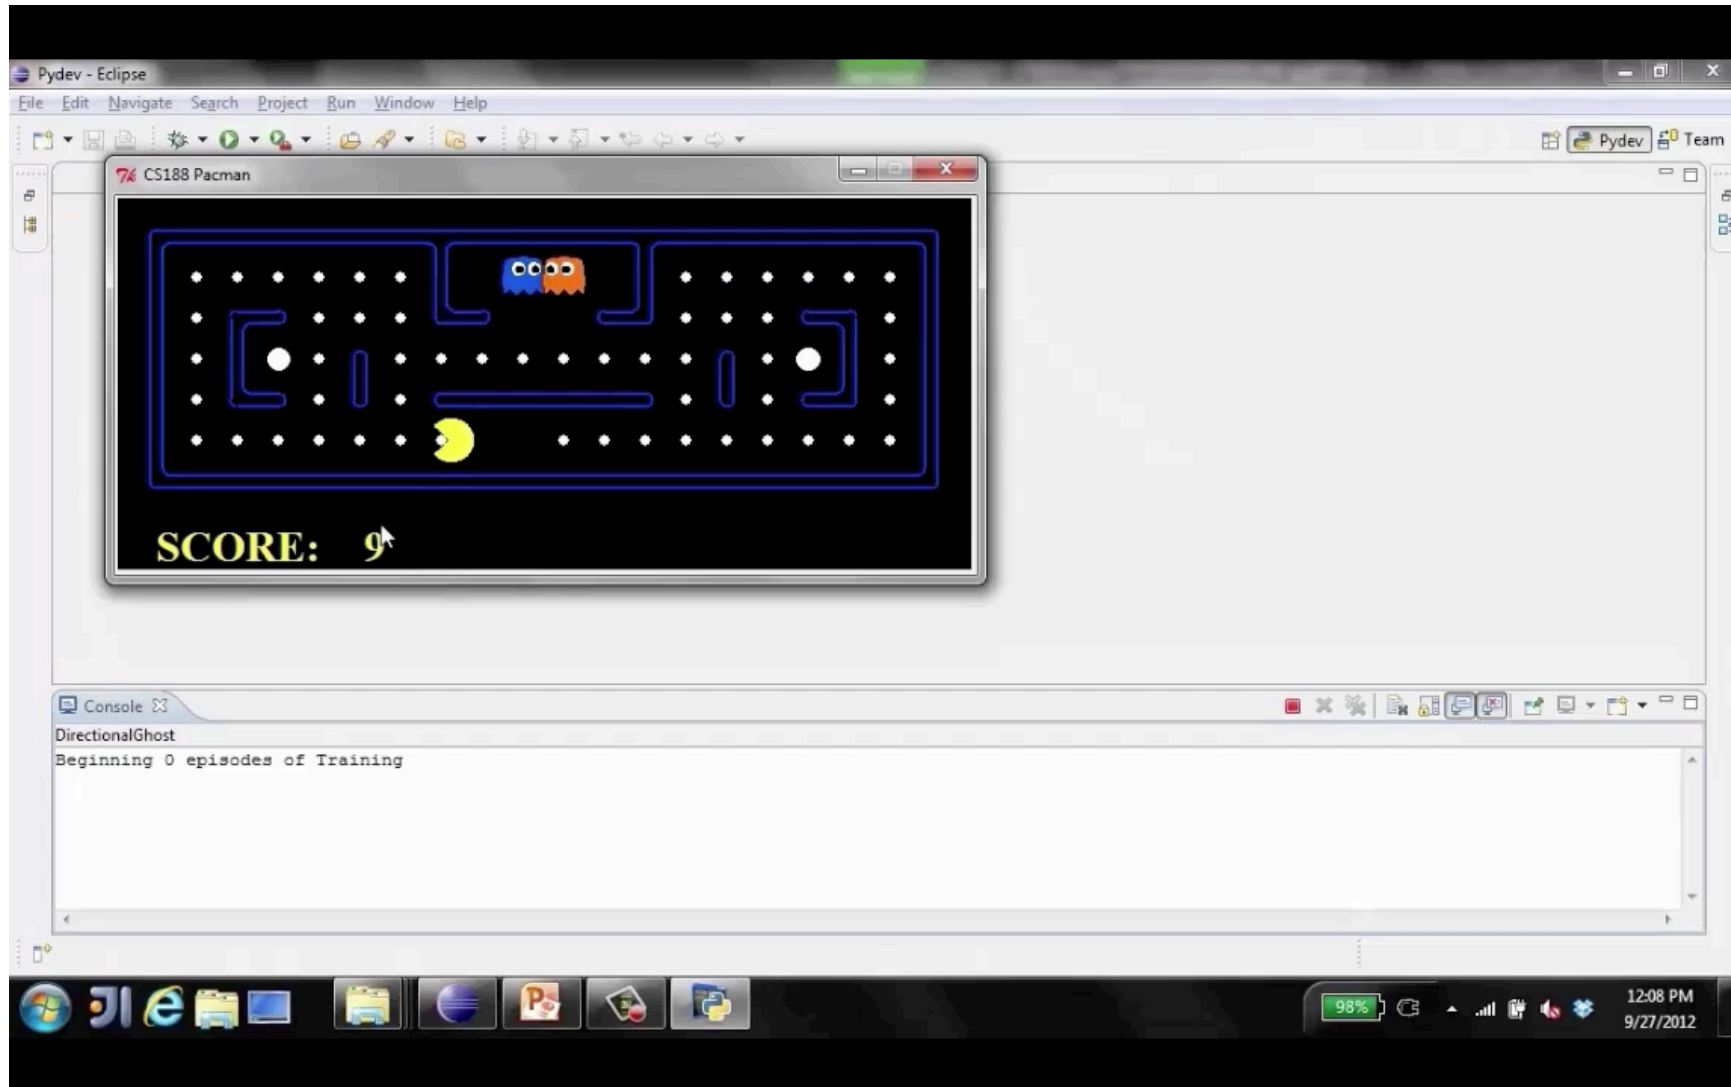 Pydev - Eclipse
File Edit Navigate Search Project Run Window Help
Pydev Team
CS188 Pacman
SCORE: 9
Console
DirectionalGhost
Beginning 0 episodes of Training
98%
12:08 PM
9/27/2012